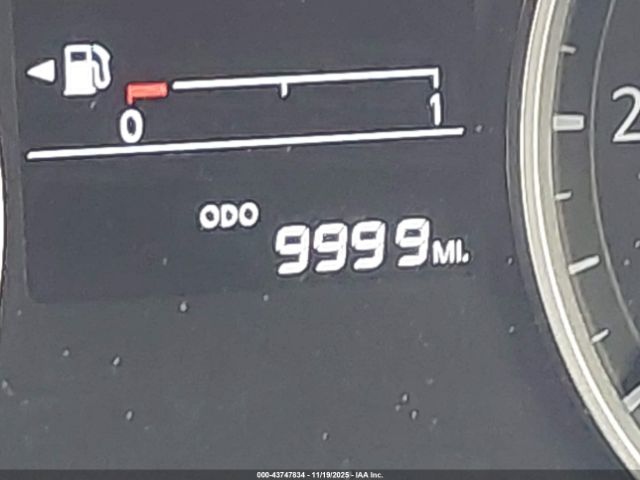 0 1
2
ODO 9999 MI.
000-43747834 - 11/19/2025 - IAA Inc.